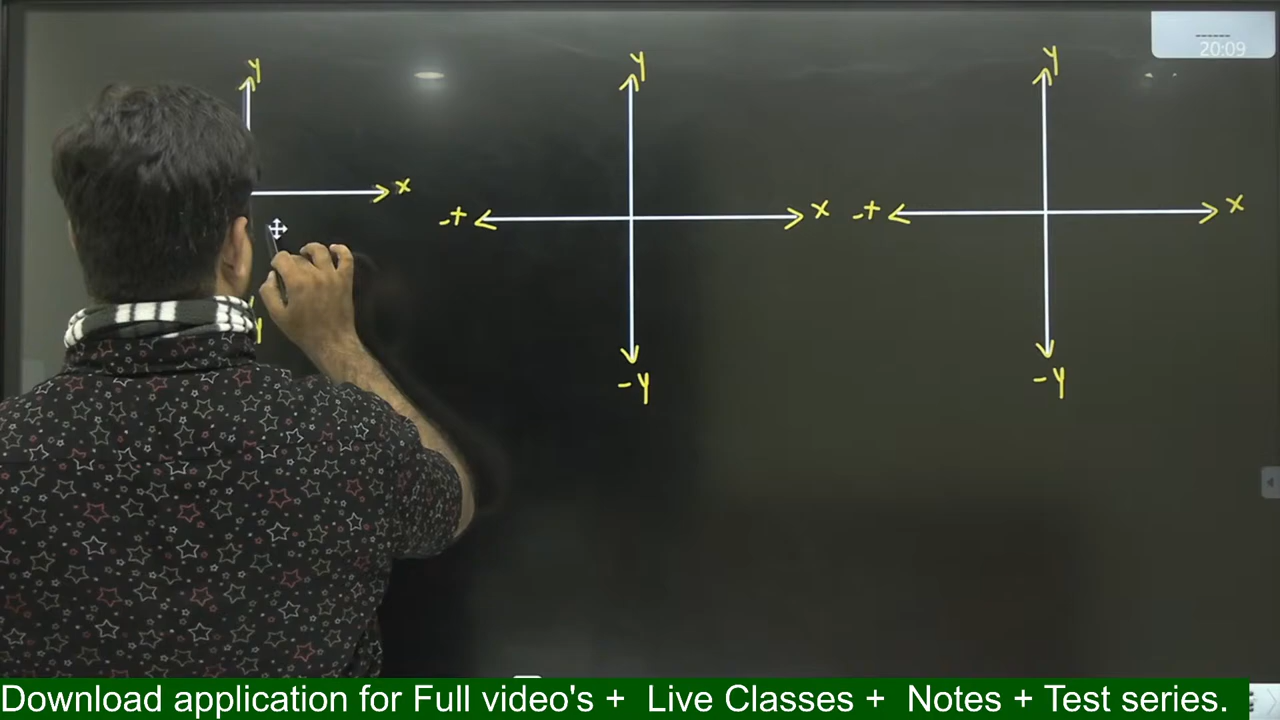 ------
20:09
y
y
y
x
-x
x
-x
x
y
-y
-y
Download application for Full video's + Live Classes + Notes + Test series.